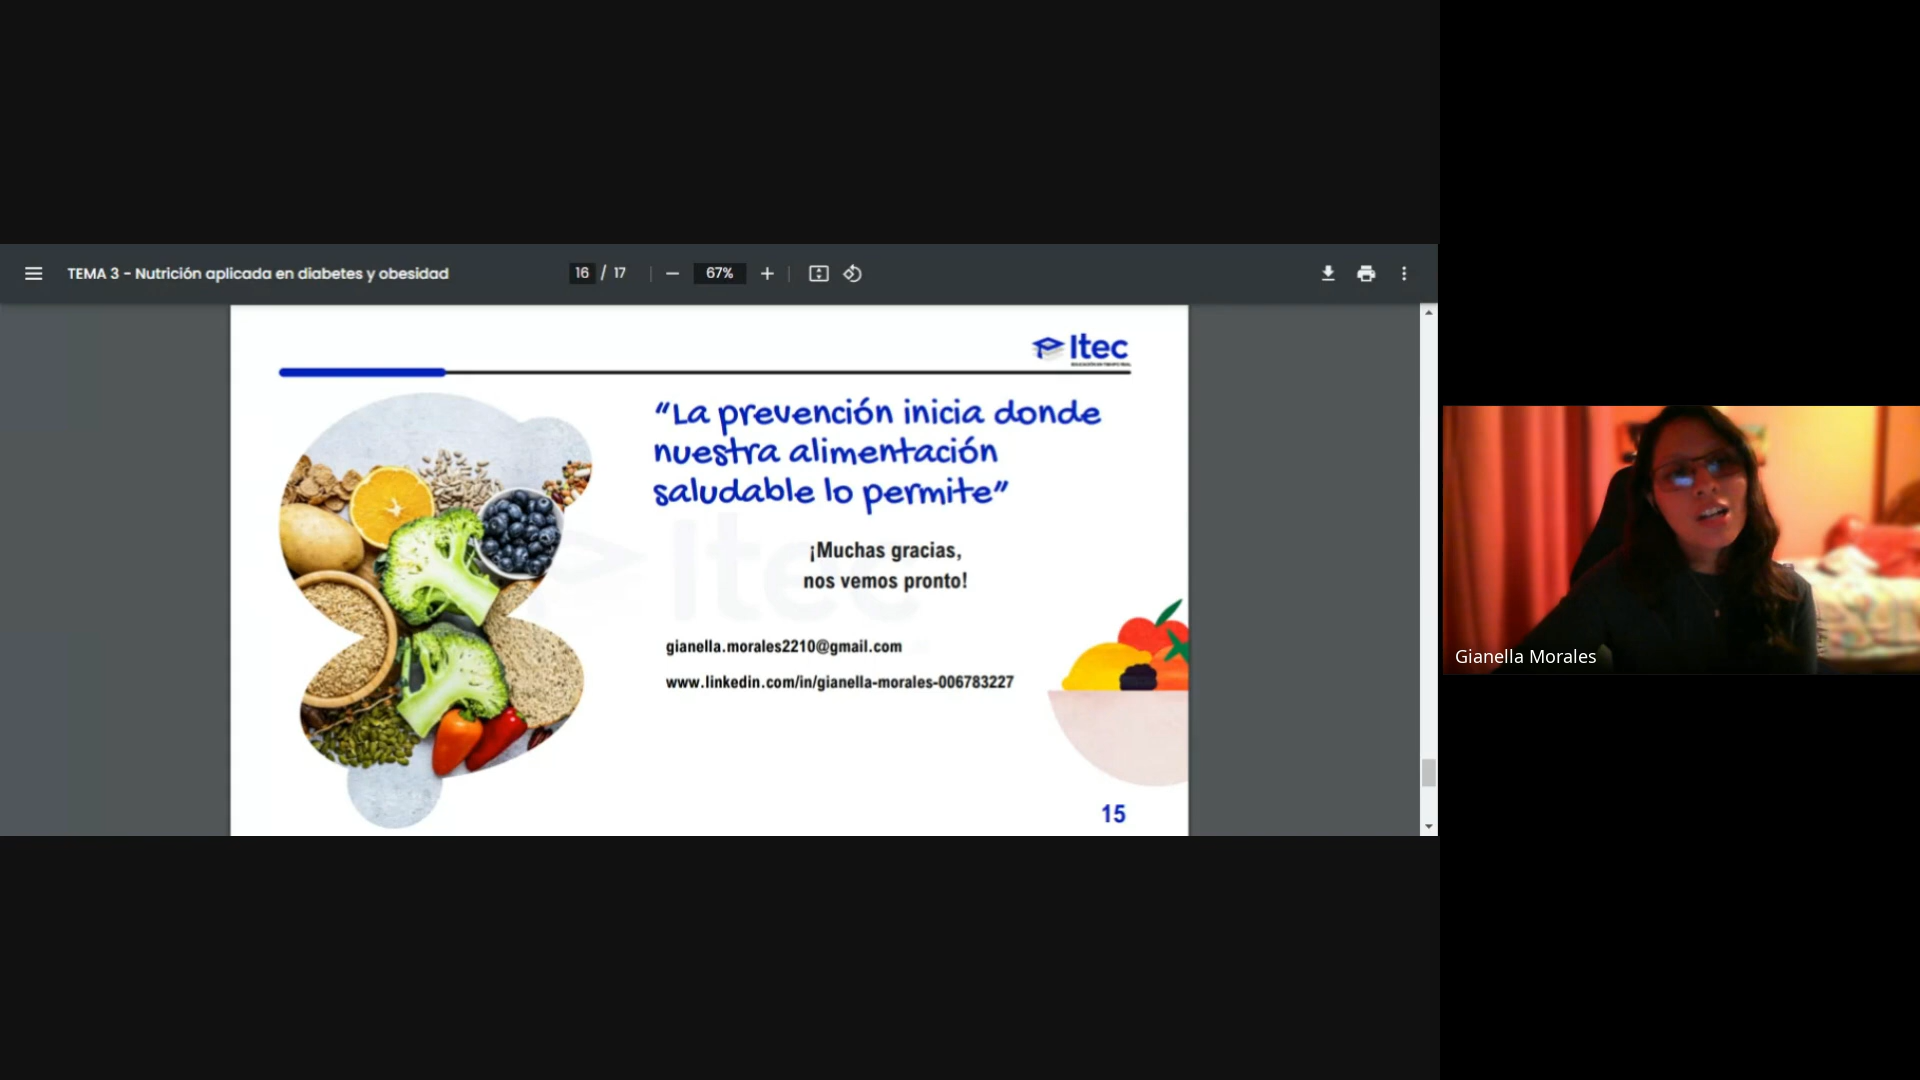 TEMA 3 - Nutrición aplicada en diabetes y obesidad
16 / 17
67%
Itec
“La prevención inicia donde
nuestra alimentación
saludable lo permite”
Itec
¡Muchas gracias,
nos vemos pronto!
gianella.morales2210@gmail.com
www.linkedin.com/in/gianella-morales-006783227
15
Gianella Morales